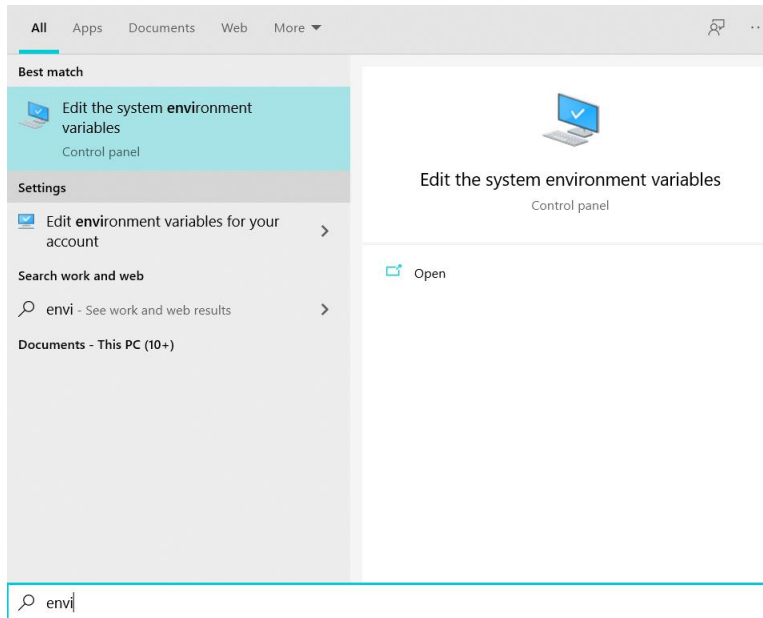 All Apps Documents Web More
Best match
Edit the system environment
variables
Control panel
Settings
Edit environment variables for your
account
Search work and web
envi - See work and web results
Documents - This PC (10+)
Edit the system environment variables
Control panel
Open
envi